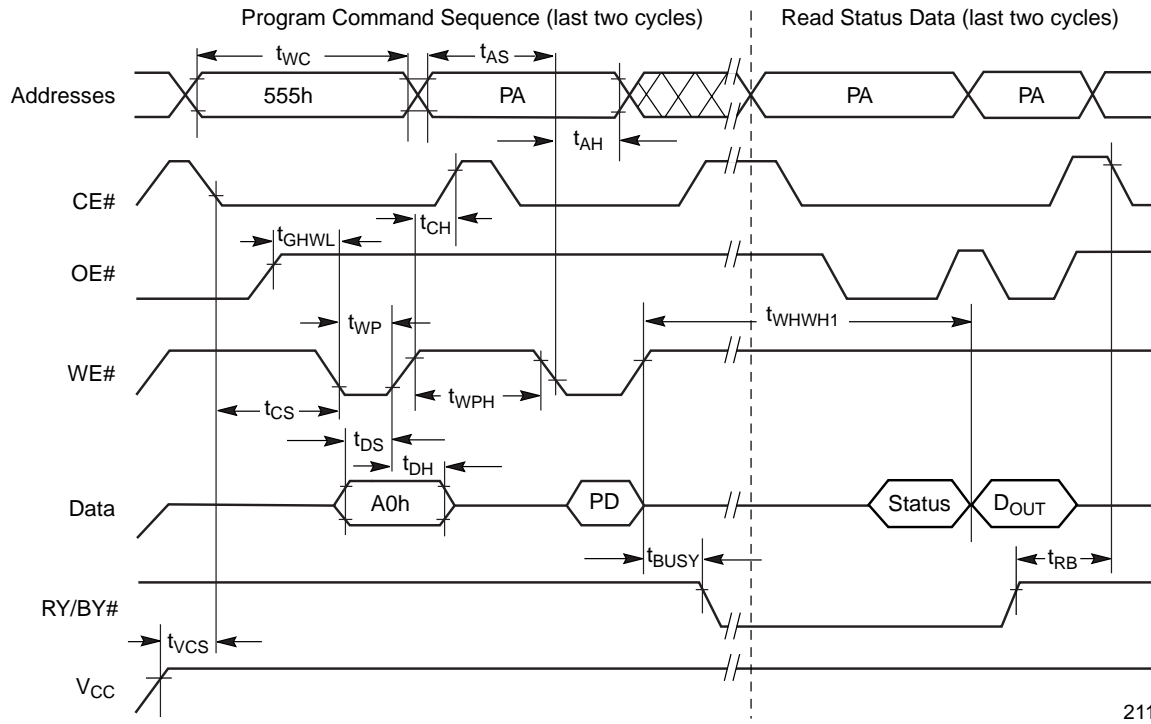 Program Command Sequence (last two cycles)
Read Status Data (last two cycles)
tWC
tAS
Addresses
555h
PA
PA
PA
tAH
CE#
tCH
tGHWL
OE#
tWP
tWHWH1
WE#
tCS
tWPH
tDS
tDH
Data
A0h
PD
Status
DOUT
tBUSY
tRB
RY/BY#
tVCS
VCC
211